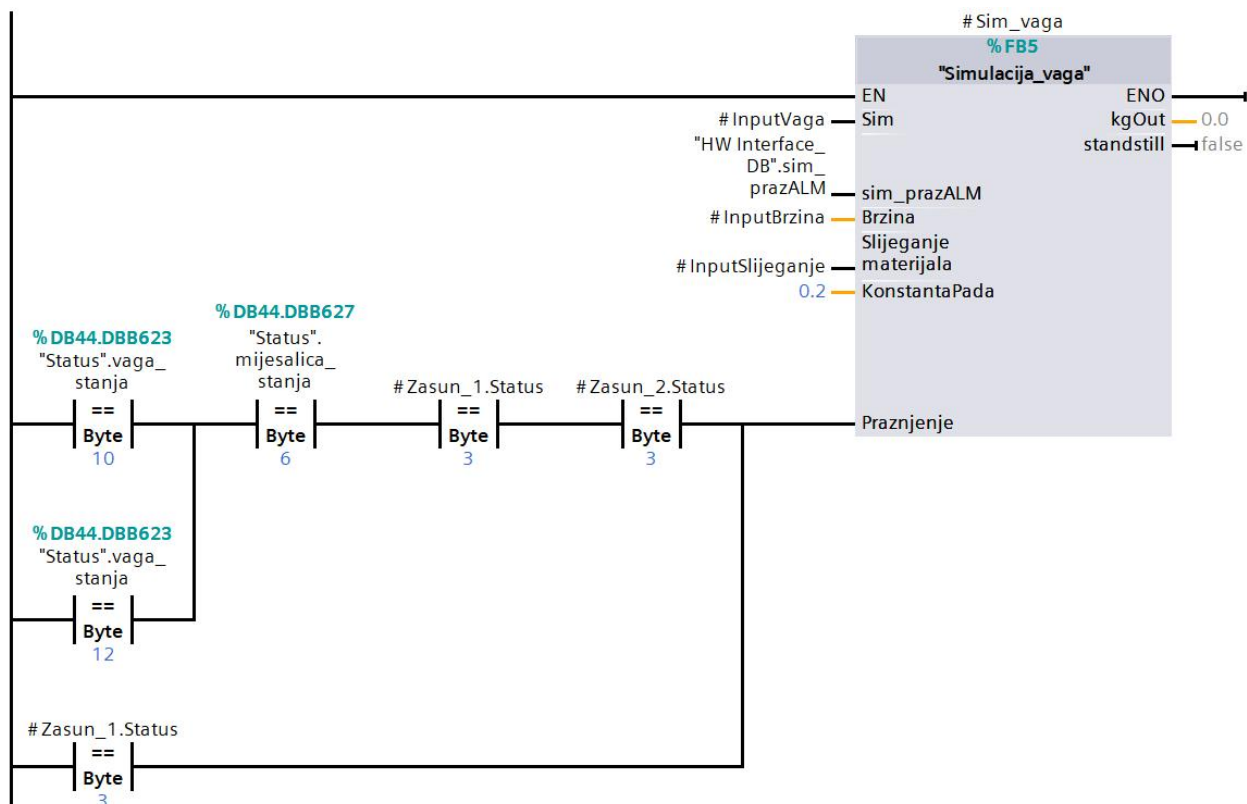 #Sim_vaga
%FB5
"Simulacija_vaga"
EN
ENO
#InputVaga
Sim
kgOut
0.0
"HW Interface_
DB".sim_
prazALM
standstill
false
sim_prazALM
#InputBrzina
Brzina
#InputSlijeganje
Slijeganje
materijala
0.2
KonstantaPada
%DB44.DBB623
"Status".vaga_
stanja
==
Byte
10
%DB44.DBB627
"Status".
mijesalica_
stanja
==
Byte
6
#Zasun_1.Status
==
Byte
3
#Zasun_2.Status
==
Byte
3
Praznjenje
%DB44.DBB623
"Status".vaga_
stanja
==
Byte
12
#Zasun_1.Status
==
Byte
3